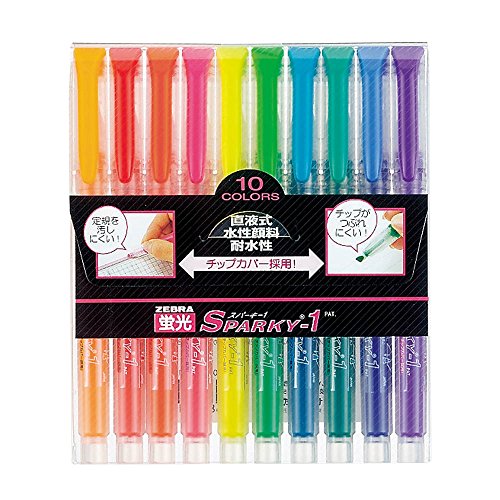 10
COLORS
定規を
汚し
にくい!
直液式
水性顔料
耐水性
チップカバー採用!
チップが
つぶれ
にくい!
ZEBRA
蛍光
スパーキー1
SPARKY®-1
PAT.